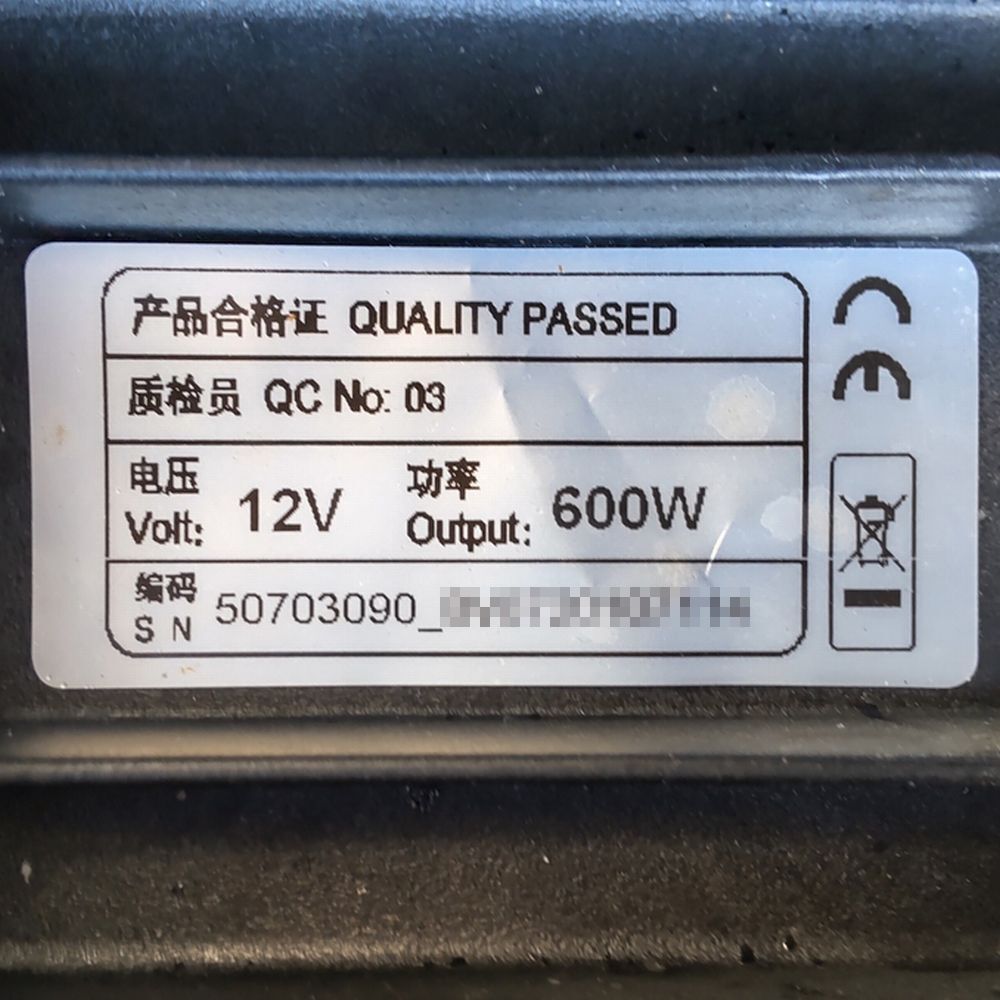 产品合格证 QUALITY PASSED
质检员 QC No: 03
电压 功率
Volt: 12V Output: 600W
编码
S N 50703090_
CE